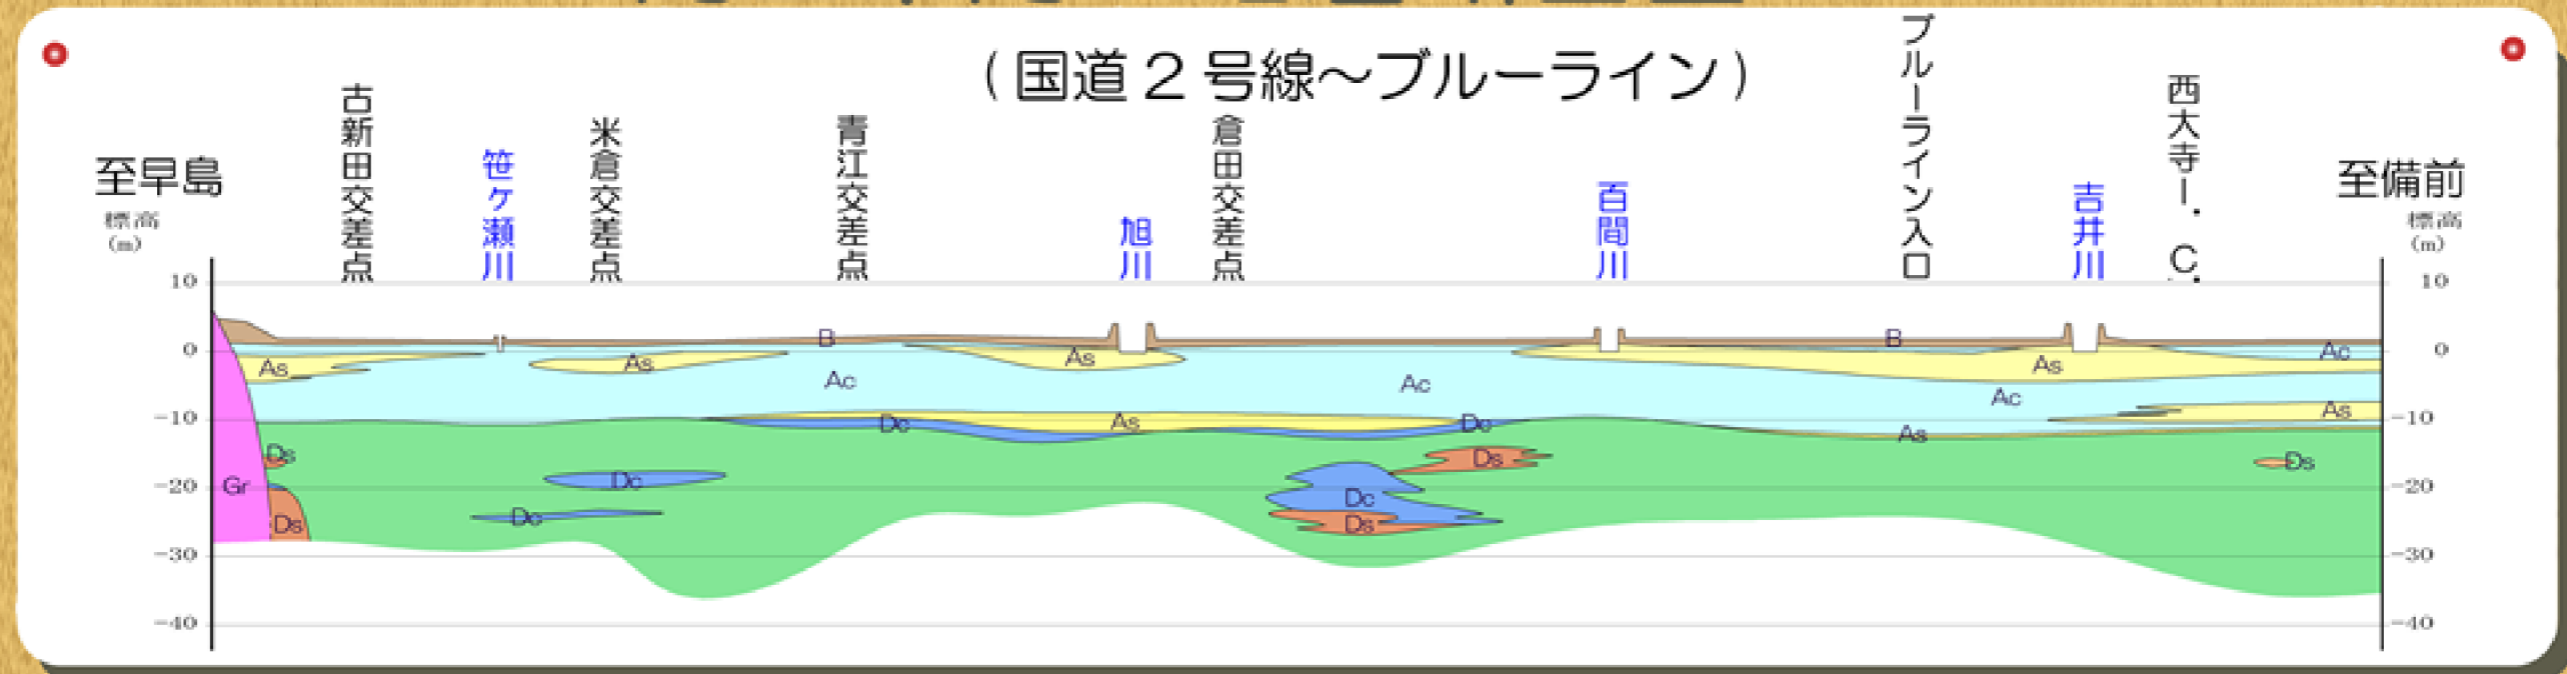 (国道２号線～ブルーライン)
至早島
標高
(m)
古新田交差点
笹ヶ瀬川
米倉交差点
青江交差点
旭川
倉田交差点
百間川
ブルーライン入口
吉井川
西大寺I.C.
至備前
標高
(m)
10 10
0 0
-10 -10
-20 -20
-30 -30
-40 -40
B B
As As As As Ac
Ac Ac Ac
As
Dc As Dc As
Ds Ds Ds
Gr Dc Dc
Dc Ds Ds